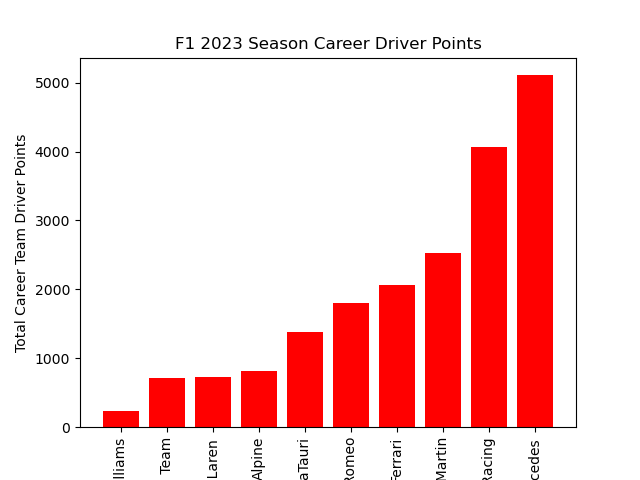 F1 2023 Season Career Driver Points
Total Career Team Driver Points
5000
4000
3000
2000
1000
0
lliams
Team
Laren
Alpine
aTauri
Romeo
Ferrari
Martin
Racing
cedes